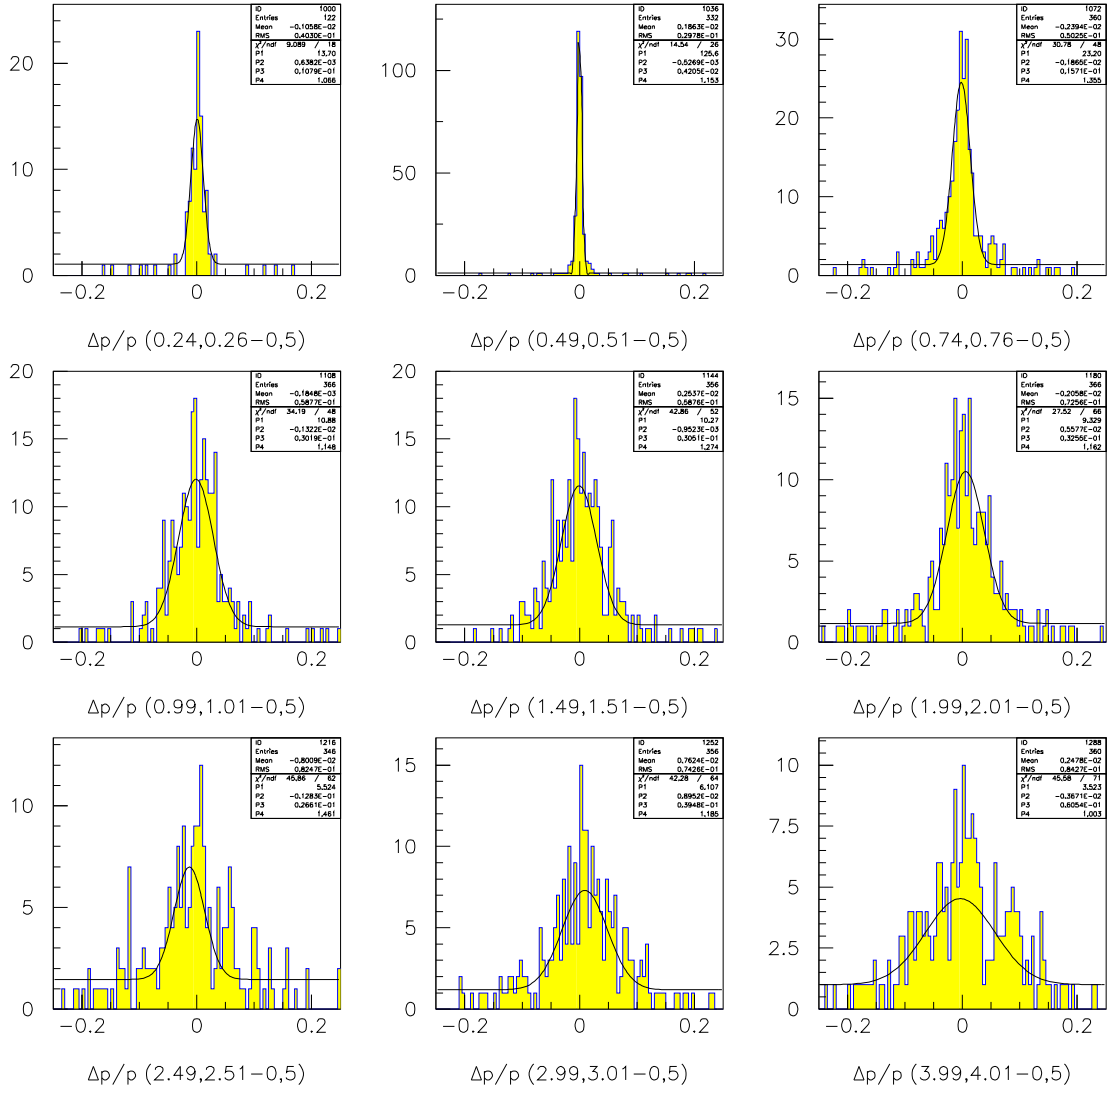 ID 1000
Entries 122
Mean -0.1058E-02
RMS 0.4030E-01
χ²/ndf 9.089 / 18
P1 13.70
P2 0.6382E-03
P3 0.1079E-01
P4 1.066
20
10
0
-0.2 0 0.2
Δp/p (0.24,0.26-0,5)
ID 1036
Entries 332
Mean 0.1863E-02
RMS 0.2978E-01
χ²/ndf 14.54 / 26
P1 125.6
P2 -0.5269E-03
P3 0.4205E-02
P4 1.153
100
50
0
-0.2 0 0.2
Δp/p (0.49,0.51-0,5)
ID 1072
Entries 360
Mean -0.2394E-02
RMS 0.5025E-01
χ²/ndf 30.78 / 48
P1 23.20
P2 -0.1865E-02
P3 0.1571E-01
P4 1.355
30
20
10
0
-0.2 0 0.2
Δp/p (0.74,0.76-0,5)
ID 1108
Entries 366
Mean -0.1848E-03
RMS 0.5877E-01
χ²/ndf 34.19 / 48
P1 10.88
P2 -0.1322E-02
P3 0.3019E-01
P4 1.148
20
15
10
5
0
-0.2 0 0.2
Δp/p (0.99,1.01-0,5)
ID 1144
Entries 356
Mean 0.2537E-02
RMS 0.5876E-01
χ²/ndf 42.86 / 52
P1 10.27
P2 -0.9523E-03
P3 0.3051E-01
P4 1.274
20
15
10
5
0
-0.2 0 0.2
Δp/p (1.49,1.51-0,5)
ID 1180
Entries 366
Mean -0.2058E-02
RMS 0.7256E-01
χ²/ndf 27.52 / 66
P1 9.329
P2 0.5577E-02
P3 0.3256E-01
P4 1.162
15
10
5
0
-0.2 0 0.2
Δp/p (1.99,2.01-0,5)
ID 1216
Entries 346
Mean -0.8009E-02
RMS 0.8247E-01
χ²/ndf 45.86 / 62
P1 5.524
P2 -0.1283E-01
P3 0.2661E-01
P4 1.461
10
5
0
-0.2 0 0.2
Δp/p (2.49,2.51-0,5)
ID 1252
Entries 356
Mean 0.7624E-02
RMS 0.7426E-01
χ²/ndf 42.28 / 64
P1 6.107
P2 0.8952E-02
P3 0.3948E-01
P4 1.185
15
10
5
0
-0.2 0 0.2
Δp/p (2.99,3.01-0,5)
ID 1288
Entries 360
Mean 0.2478E-02
RMS 0.8427E-01
χ²/ndf 45.58 / 71
P1 3.523
P2 -0.3671E-02
P3 0.6054E-01
P4 1.003
10
7.5
5
2.5
0
-0.2 0 0.2
Δp/p (3.99,4.01-0,5)